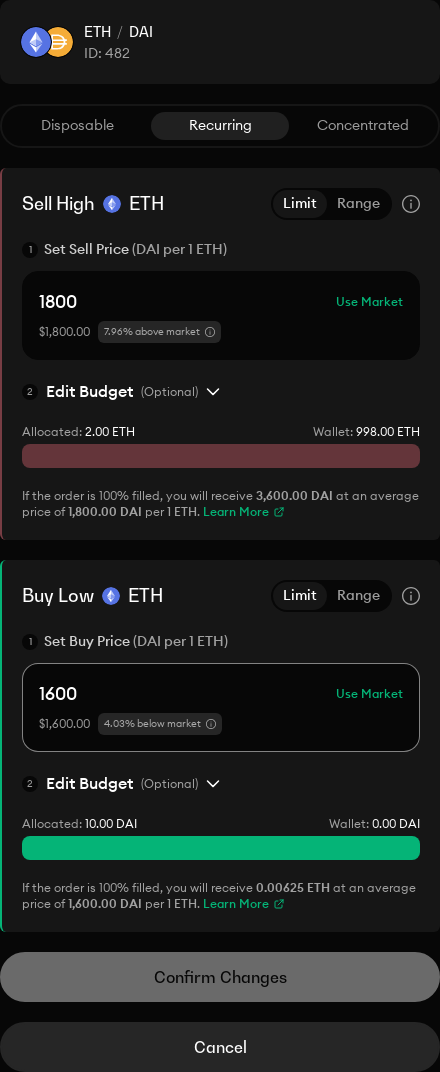 ETH / DAI
ID: 482
Disposable Recurring Concentrated
Sell High ETH Limit Range
1 Set Sell Price (DAI per 1 ETH)
1800 Use Market
$1,800.00 7.96% above market
2 Edit Budget (Optional)
Allocated: 2.00 ETH Wallet: 998.00 ETH
If the order is 100% filled, you will receive 3,600.00 DAI at an average
price of 1,800.00 DAI per 1 ETH. Learn More
Buy Low ETH Limit Range
1 Set Buy Price (DAI per 1 ETH)
1600 Use Market
$1,600.00 4.03% below market
2 Edit Budget (Optional)
Allocated: 10.00 DAI Wallet: 0.00 DAI
If the order is 100% filled, you will receive 0.00625 ETH at an average
price of 1,600.00 DAI per 1 ETH. Learn More
Confirm Changes
Cancel